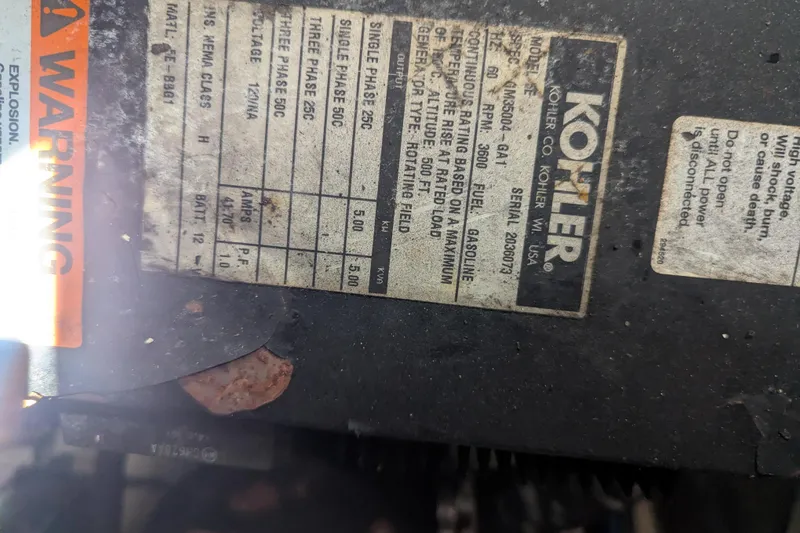 WARNING
EXPLOSION.
KOHLER®
KOHLER CO. KOHLER WI. USA
MODEL
SPEC. GM35004-GA1 SERIAL 2036073
HZ: 60 RPM: 3600 FUEL: GASOLINE
CONTINUOUS RATING BASED ON A MAXIMUM
RISE AT RATED LOAD
ALTITUDE: 500 FT.
GENERATOR TYPE: ROTATING FIELD
OUTPUT KW KVA
SINGLE PHASE 25C 5.00 5.00
SINGLE PHASE 50C
THREE PHASE 25C
THREE PHASE 50C
VOLTAGE 120/NA AMPS 41.70 P.F. 1.0
INS. NEMA CLASS H BATT. 12
MATL.
High voltage.
Will shock, burn,
or cause death.
Do not open
until ALL power
is disconnected.